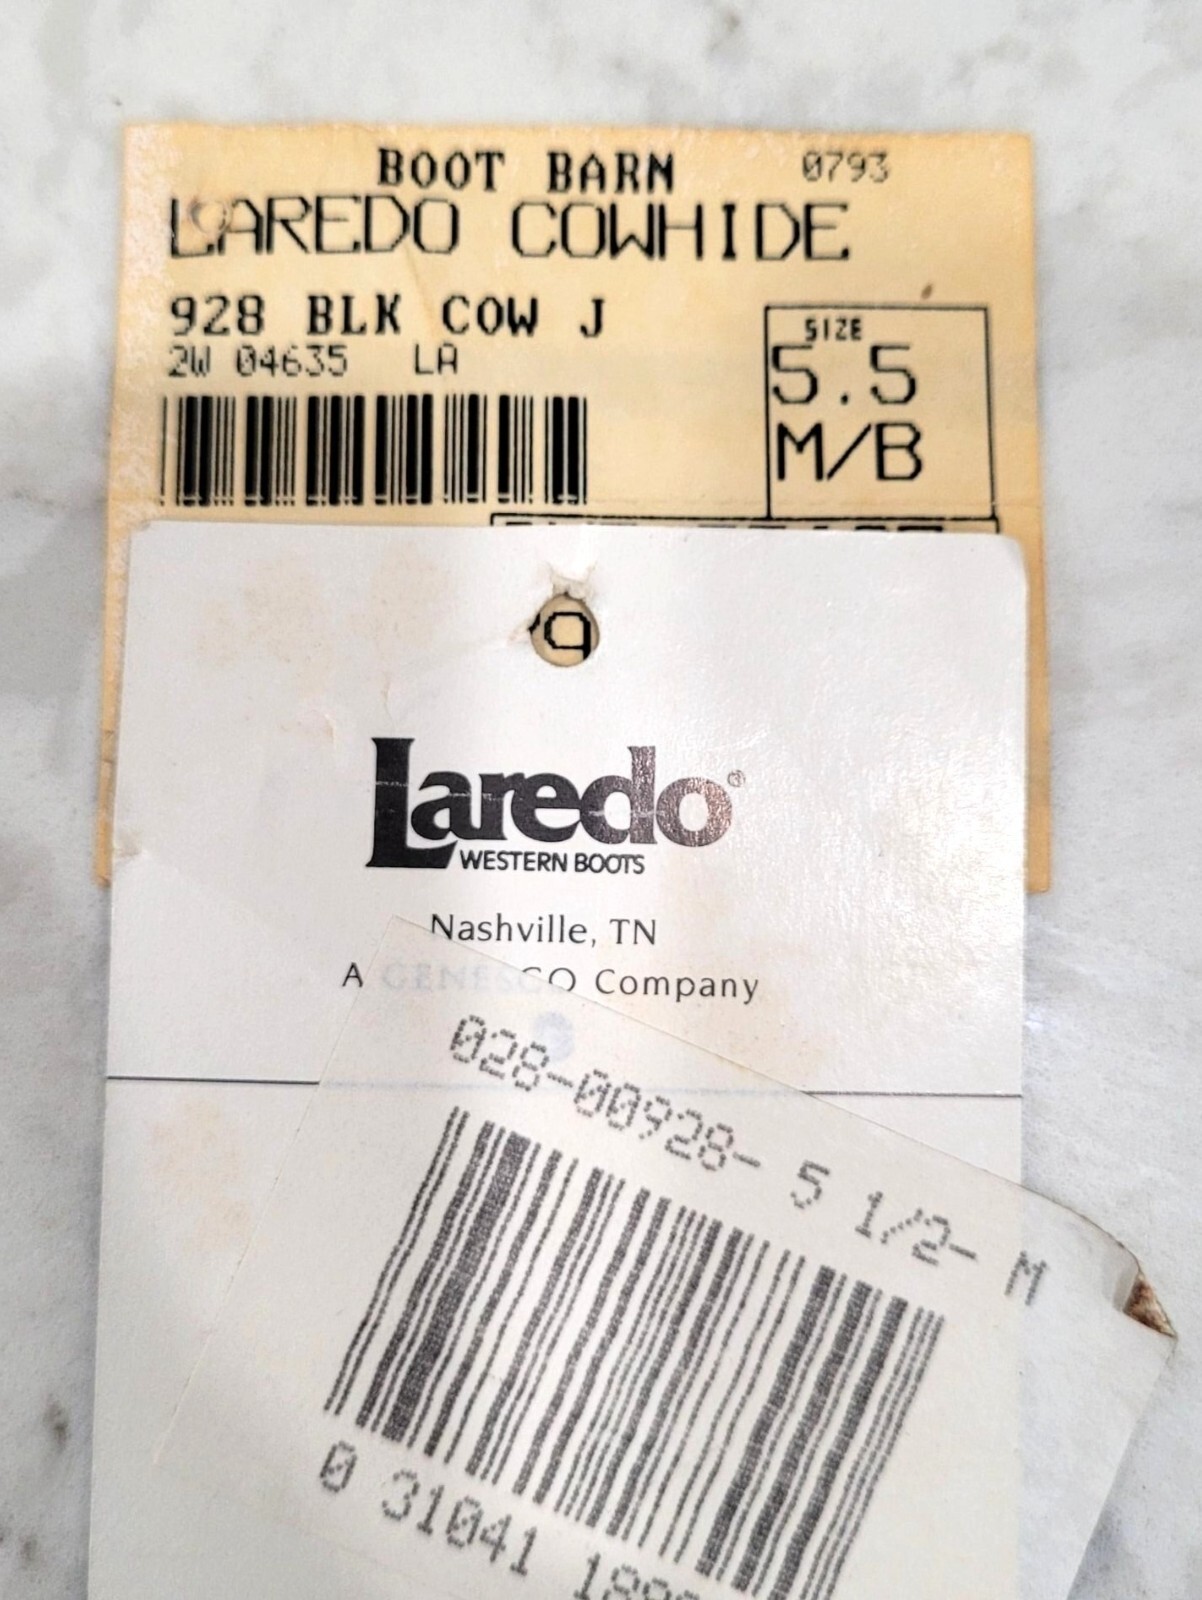 BOOT BARN 0793
LAREDO COWHIDE
928 BLK COW J
2W 04635 LA
SIZE
5.5
M/B
Laredo®
WESTERN BOOTS
Nashville, TN
A GENESCO Company
028-00928- 5 1/2- M
0 31041